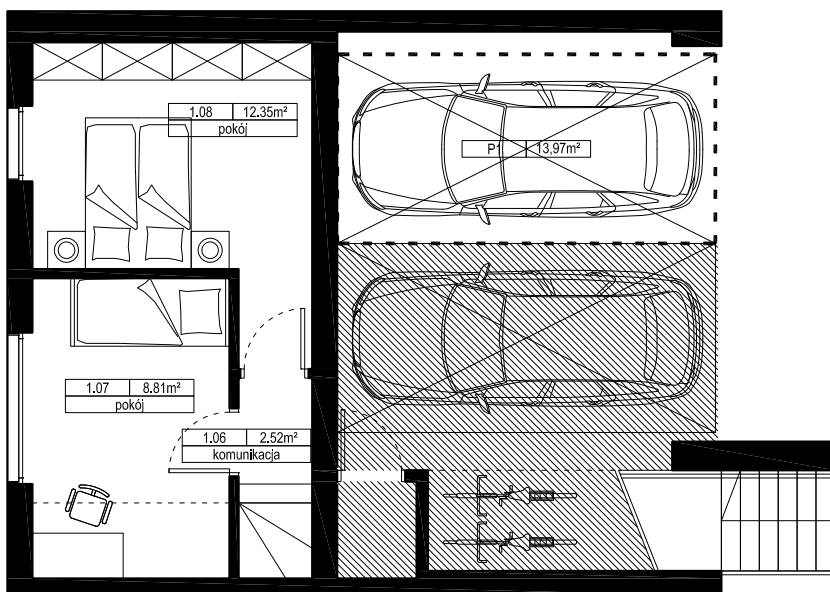 1.08 12.35m²
pokój
P1 13,97m²
1.07 8.81m²
pokój
1.06 2.52m²
komunikacja